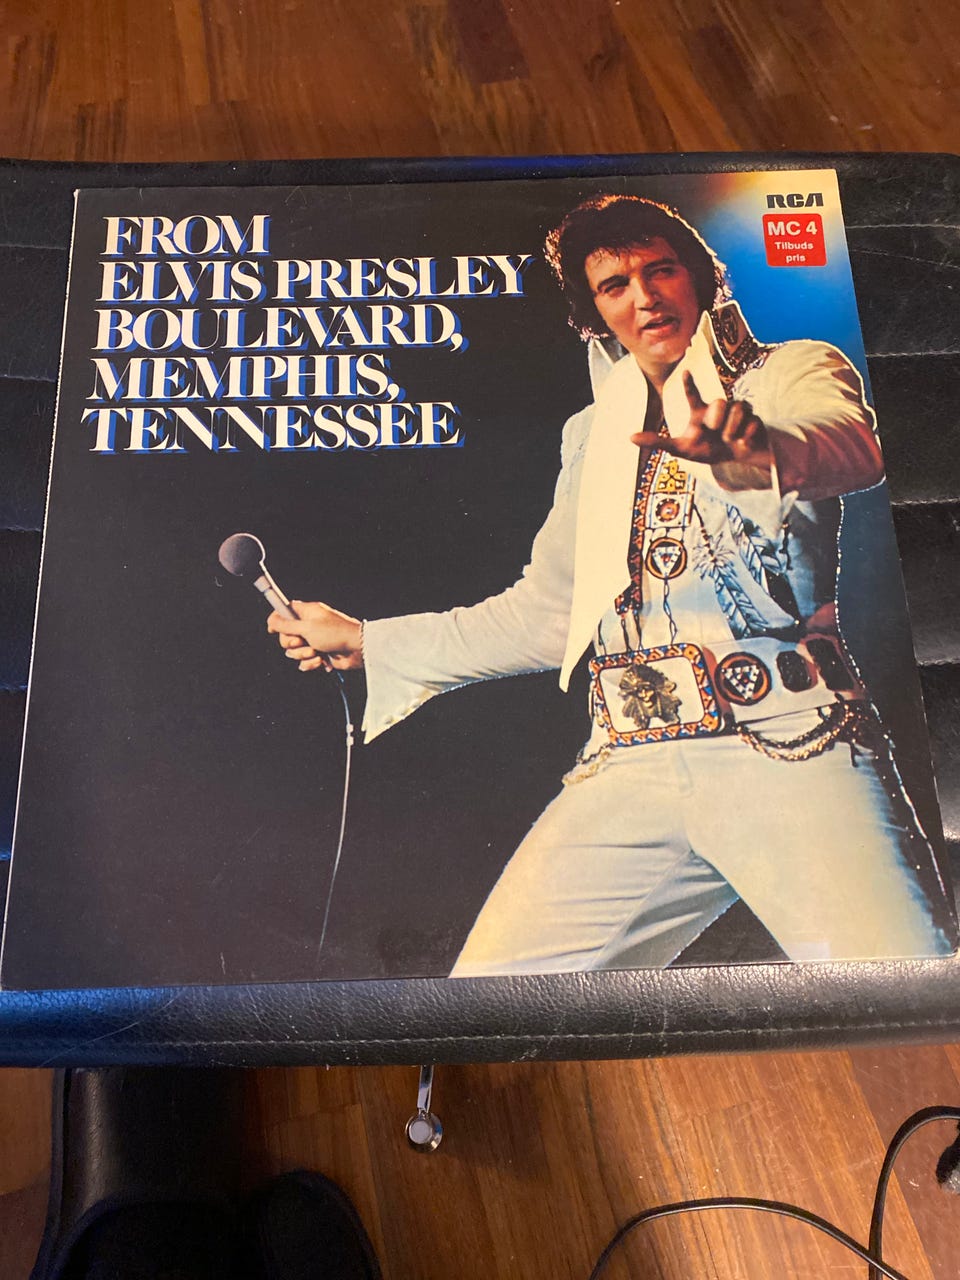 FROM
ELVIS PRESLEY
BOULEVARD,
MEMPHIS,
TENNESSEE
RCA
MC 4
Tilbuds
pris